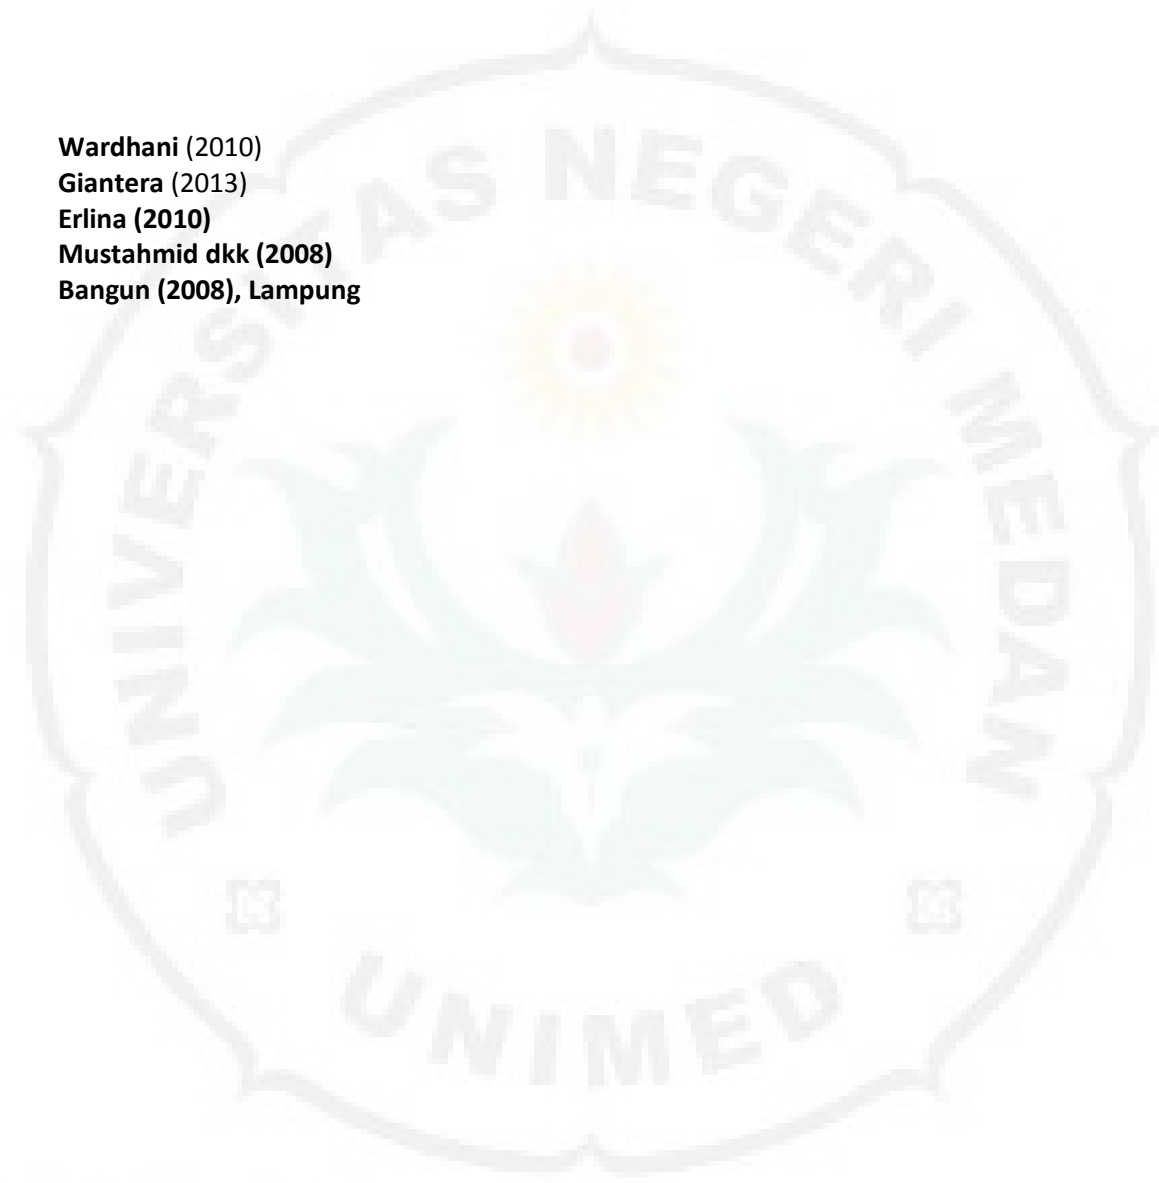 Wardhani (2010)
Giantera (2013)
Erlina (2010)
Mustahmid dkk (2008)
Bangun (2008), Lampung
UNIVERSITAS NEGERI MEDAN
UNIMED